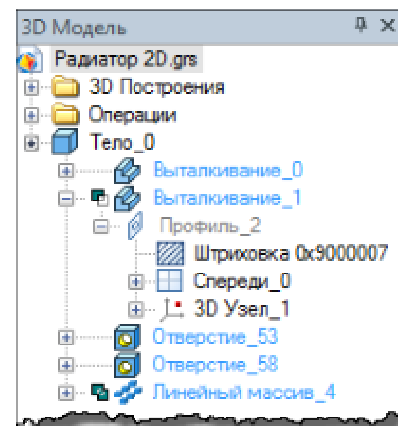 3D Модель
Радиатор 2D.grs
3D Построения
Операции
Тело_0
Выталкивание_0
Выталкивание_1
Профиль_2
Штриховка 0x9000007
Спереди_0
3D Узел_1
Отверстие_53
Отверстие_58
Линейный массив_4